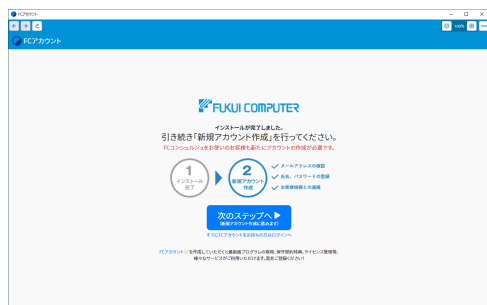 FCアカウント
100%
FCアカウント
FUKUI COMPUTER
インストールが完了しました。
引き続き「新規アカウント作成」を行ってください。
FCコンシェルジュをお使いのお客様も新たにアカウントの作成が必要です。
1
インストール
完了
2
新規アカウント
作成
メールアドレスの確認
氏名、パスワードの登録
お客様情報との連携
次のステップへ
(新規アカウント作成に進みます)
すでにFCアカウントをお持ちの方はログインへ
FCアカウント
を作成していただくと最新版プログラムの取得、保守契約特典、ライセンス管理等、
様々なサービスがご利用いただけます。是非ご登録ください!